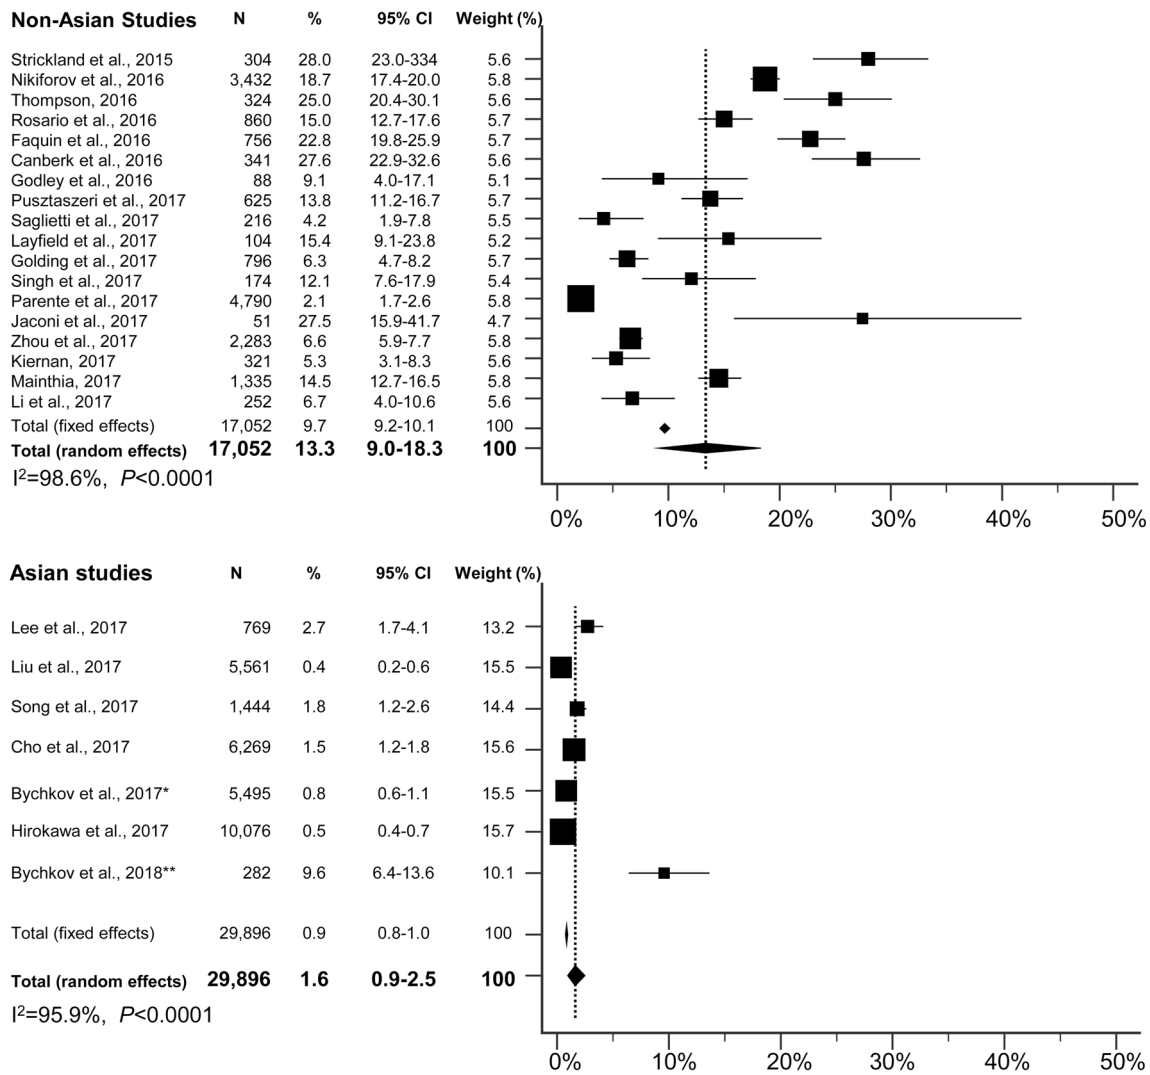 Non-Asian Studies N % 95% CI Weight (%)
Strickland et al., 2015 304 28.0 23.0-334 5.6
Nikiforov et al., 2016 3,432 18.7 17.4-20.0 5.8
Thompson, 2016 324 25.0 20.4-30.1 5.6
Rosario et al., 2016 860 15.0 12.7-17.6 5.7
Faquin et al., 2016 756 22.8 19.8-25.9 5.7
Canberk et al., 2016 341 27.6 22.9-32.6 5.6
Godley et al., 2016 88 9.1 4.0-17.1 5.1
Pusztaszeri et al., 2017 625 13.8 11.2-16.7 5.7
Saglietti et al., 2017 216 4.2 1.9-7.8 5.5
Layfield et al., 2017 104 15.4 9.1-23.8 5.2
Golding et al., 2017 796 6.3 4.7-8.2 5.7
Singh et al., 2017 174 12.1 7.6-17.9 5.4
Parente et al., 2017 4,790 2.1 1.7-2.6 5.8
Jaconi et al., 2017 51 27.5 15.9-41.7 4.7
Zhou et al., 2017 2,283 6.6 5.9-7.7 5.8
Kiernan, 2017 321 5.3 3.1-8.3 5.6
Mainthia, 2017 1,335 14.5 12.7-16.5 5.8
Li et al., 2017 252 6.7 4.0-10.6 5.6
Total (fixed effects) 17,052 9.7 9.2-10.1 100
Total (random effects) 17,052 13.3 9.0-18.3 100
I²=98.6%, P<0.0001
0% 10% 20% 30% 40% 50%
Asian studies N % 95% CI Weight (%)
Lee et al., 2017 769 2.7 1.7-4.1 13.2
Liu et al., 2017 5,561 0.4 0.2-0.6 15.5
Song et al., 2017 1,444 1.8 1.2-2.6 14.4
Cho et al., 2017 6,269 1.5 1.2-1.8 15.6
Bychkov et al., 2017* 5,495 0.8 0.6-1.1 15.5
Hirokawa et al., 2017 10,076 0.5 0.4-0.7 15.7
Bychkov et al., 2018** 282 9.6 6.4-13.6 10.1
Total (fixed effects) 29,896 0.9 0.8-1.0 100
Total (random effects) 29,896 1.6 0.9-2.5 100
I²=95.9%, P<0.0001
0% 10% 20% 30% 40% 50%